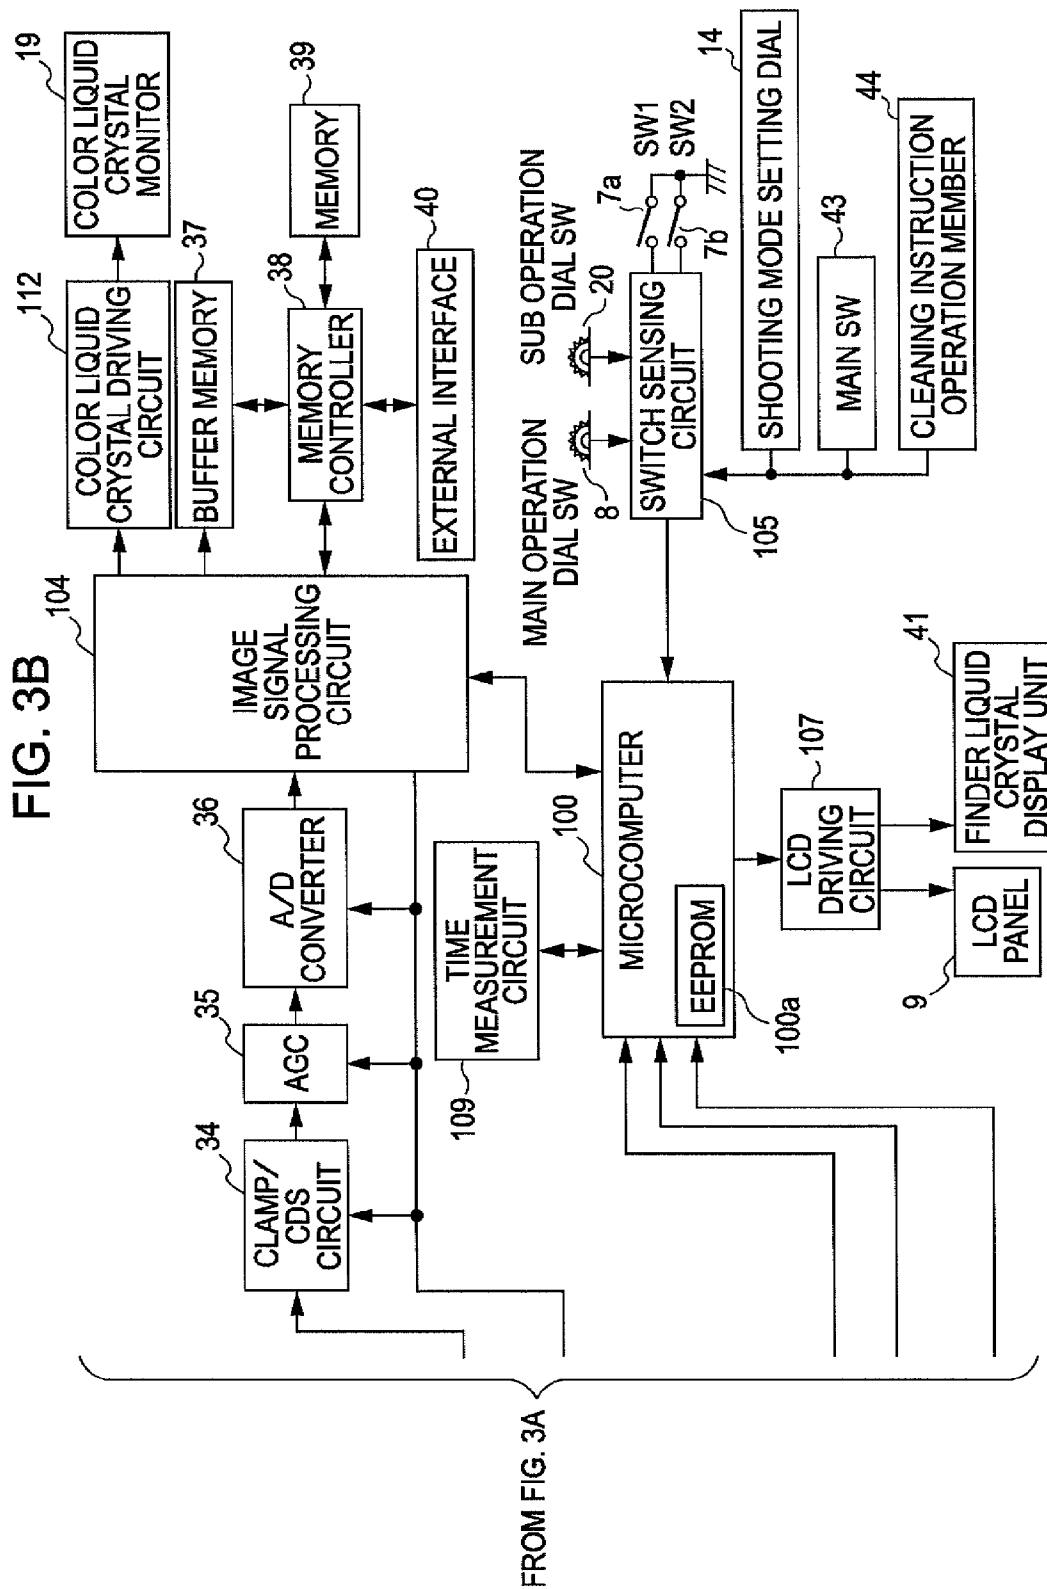 FIG. 3B
FROM FIG. 3A
34
CLAMP/
CDS
CIRCUIT
35
AGC
36
A/D
CONVERTER
104
IMAGE
SIGNAL
PROCESSING
CIRCUIT
112
COLOR LIQUID
CRYSTAL DRIVING
CIRCUIT
19
COLOR LIQUID
CRYSTAL
MONITOR
37
BUFFER MEMORY
38
MEMORY
CONTROLLER
39
MEMORY
40
EXTERNAL INTERFACE
109
TIME
MEASUREMENT
CIRCUIT
100
MICROCOMPUTER
EEPROM
100a
MAIN OPERATION
DIAL SW
8
SUB OPERATION
DIAL SW
20
SWITCH SENSING
CIRCUIT
105
7a
SW1
SW2
7b
14
SHOOTING MODE SETTING DIAL
43
MAIN SW
44
CLEANING INSTRUCTION
OPERATION MEMBER
107
LCD
DRIVING
CIRCUIT
9
LCD
PANEL
41
FINDER LIQUID
CRYSTAL
DISPLAY UNIT